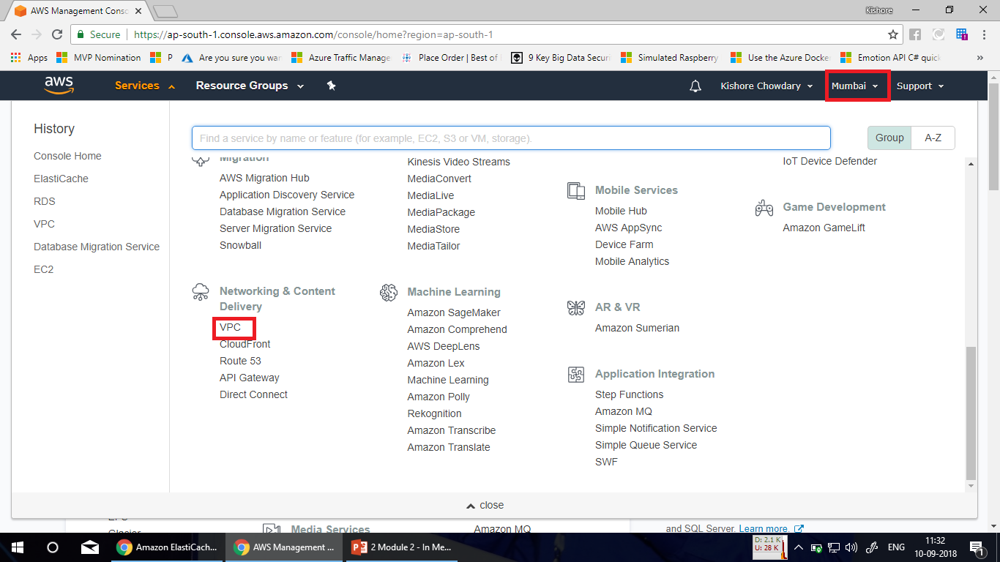 AWS Management Conso
Kishore
Secure
https://ap-south-1.console.aws.amazon.com/console/home?region=ap-south-1
Apps
MVP Nomination
P
Are you sure you wan
Azure Traffic Manage
Place Order | Best of
9 Key Big Data Secur
Simulated Raspberry
Use the Azure Docke
Emotion API C# quick
»
aws
Services
Resource Groups
Kishore Chowdary
Mumbai
Support
History
Console Home
ElastiCache
RDS
VPC
Database Migration Service
EC2
Find a service by name or feature (for example, EC2, S3 or VM, storage).
Group
A-Z
Migration
AWS Migration Hub
Application Discovery Service
Database Migration Service
Server Migration Service
Snowball
Networking & Content
Delivery
VPC
CloudFront
Route 53
API Gateway
Direct Connect
Kinesis Video Streams
MediaConvert
MediaLive
MediaPackage
MediaStore
MediaTailor
Machine Learning
Amazon SageMaker
Amazon Comprehend
AWS DeepLens
Amazon Lex
Machine Learning
Amazon Polly
Rekognition
Amazon Transcribe
Amazon Translate
Mobile Services
Mobile Hub
AWS AppSync
Device Farm
Mobile Analytics
AR & VR
Amazon Sumerian
Application Integration
Step Functions
Amazon MQ
Simple Notification Service
Simple Queue Service
SWF
IoT Device Defender
Game Development
Amazon GameLift
close
Glacier
Media Services
Amazon MQ
and SQL Server. Learn more.
Amazon ElastiCach...
AWS Management ...
2 Module 2 - In Me...
D: 2.1 K
U: 28 K
ENG
11:32
10-09-2018
1